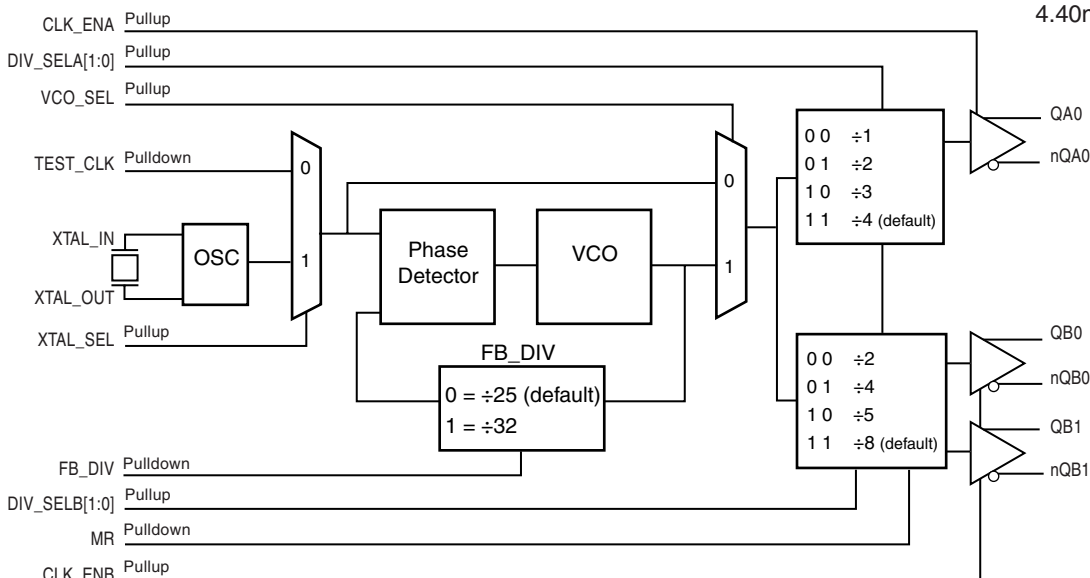 4.40r
CLK_ENA Pullup
DIV_SELA[1:0] Pullup
VCO_SEL Pullup
TEST_CLK Pulldown
XTAL_IN
XTAL_OUT
OSC
XTAL_SEL Pullup
0
1
Phase
Detector
VCO
FB_DIV
0 = ÷25 (default)
1 = ÷32
0
1
0 0 ÷1
0 1 ÷2
1 0 ÷3
1 1 ÷4 (default)
QA0
nQA0
0 0 ÷2
0 1 ÷4
1 0 ÷5
1 1 ÷8 (default)
QB0
nQB0
QB1
nQB1
FB_DIV Pulldown
DIV_SELB[1:0] Pullup
MR Pulldown
CLK_ENB Pullup